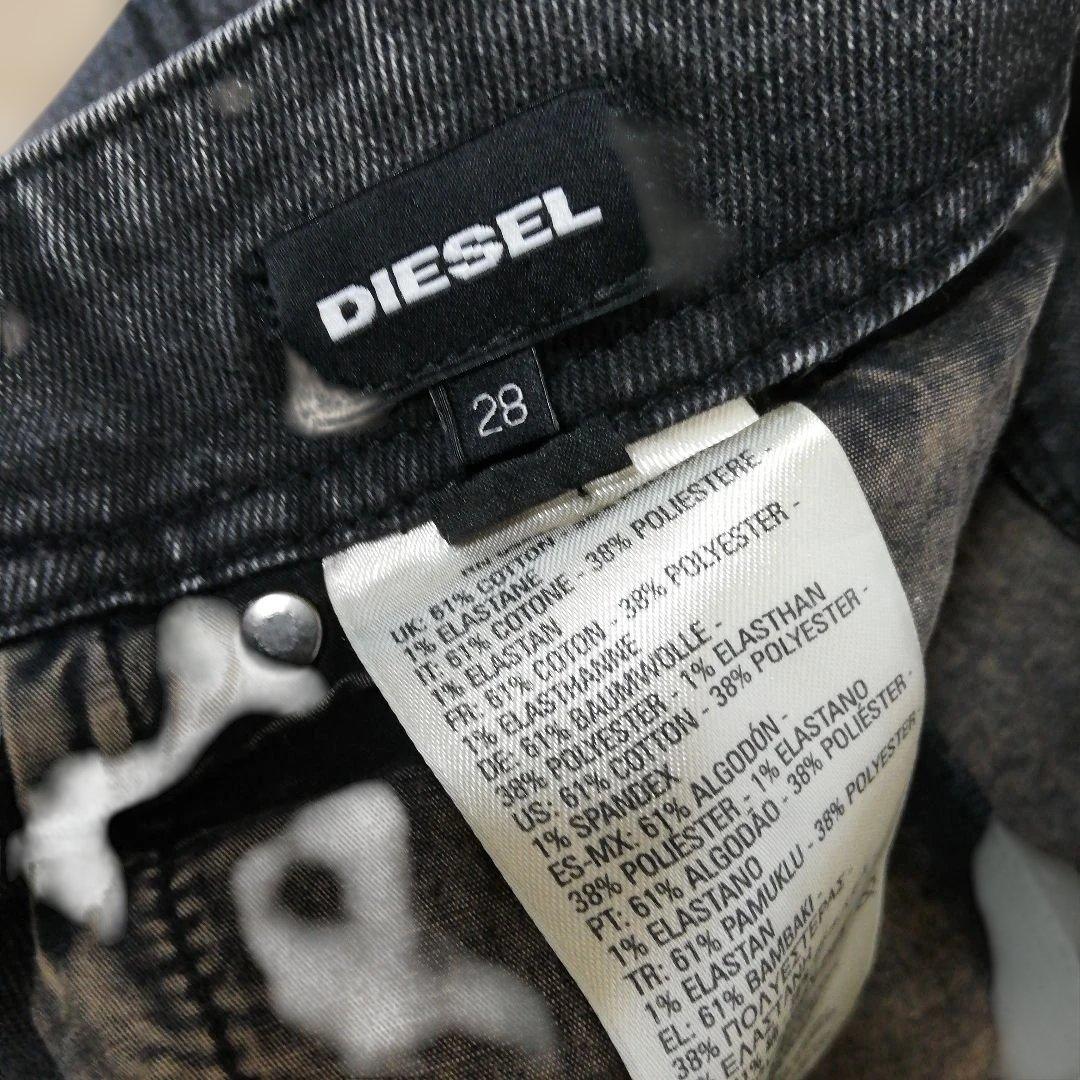 DIESEL
28
UK: 61% COTTON - 38% POLYESTER -
1% ELASTANE
IT: 61% COTONE - 38% POLIESTERE -
1% ELASTAN
FR: 61% COTON - 38% POLYESTER -
1% ELASTHANNE
DE: 61% BAUMWOLLE -
38% POLYESTER - 1% ELASTHAN
US: 61% COTTON - 38% POLYESTER -
1% SPANDEX
ES-MX: 61% ALGODÓN -
38% POLIÉSTER - 1% ELASTANO
PT: 61% ALGODÃO - 38% POLIÉSTER -
1% ELASTANO
TR: 61% PAMUKLU - 38% POLYESTER
1% ELASTAN
EL: 61% BAMBAKI -
38% ΠΟΛΥΕΣΤΕΡΑΣ -